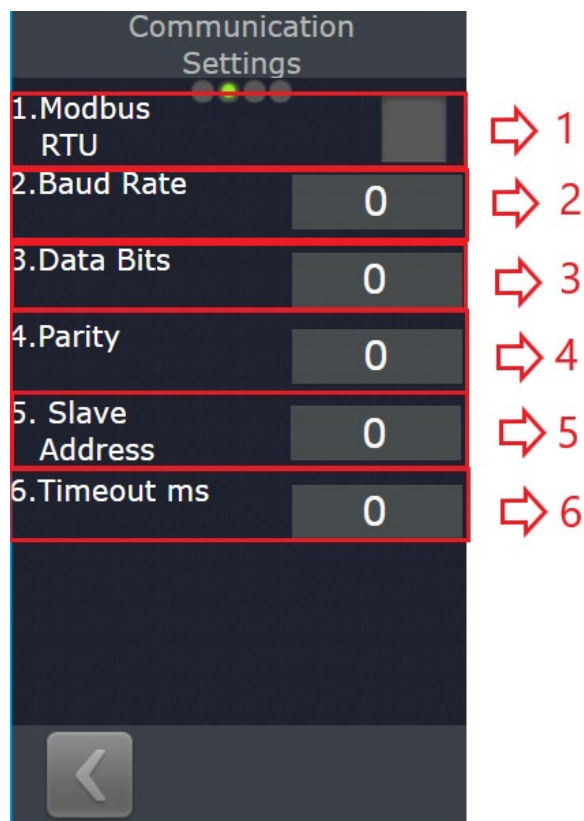 Communication
Settings
1.Modbus
RTU
1
2.Baud Rate
0
2
3.Data Bits
0
3
4.Parity
0
4
5. Slave
Address
0
5
6.Timeout ms
0
6